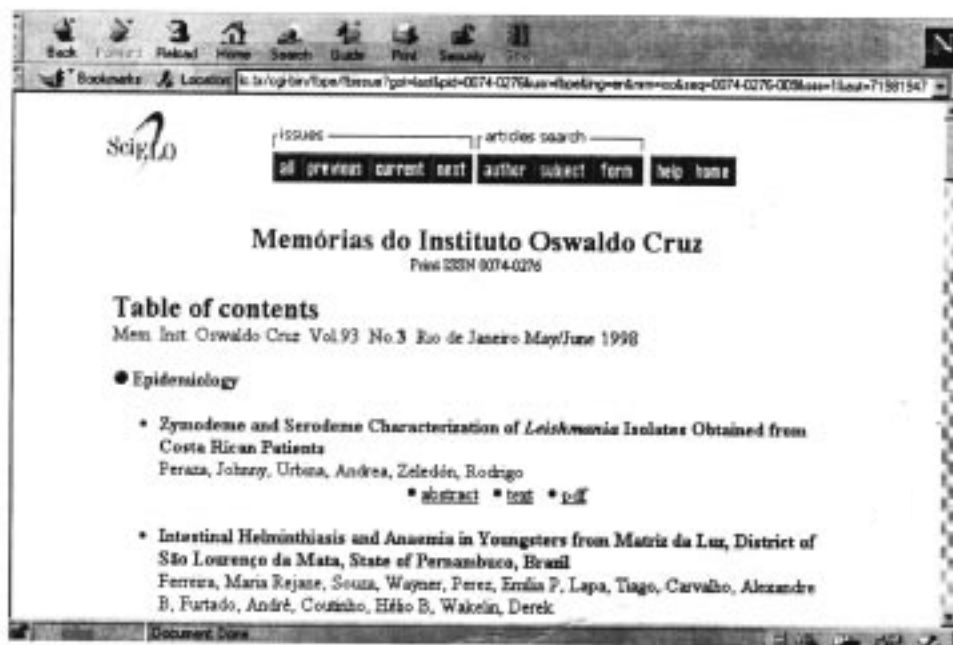 Back Forward Reload Home Search Guide Print Security Stop
N
Bookmarks Location
SciELO
issues articles search
all previous current next author subject form help home
Memórias do Instituto Oswaldo Cruz
Print ISSN 0074-0276
Table of contents
Mem. Inst. Oswaldo Cruz Vol.93 No.3 Rio de Janeiro May/June 1998
Epidemiology
Zymodeme and Serodeme Characterization of Leishmania Isolates Obtained from
Costa Rican Patients
Peraza, Johnny, Urbina, Andrea, Zeledón, Rodrigo
abstract text pdf
Intestinal Helminthiasis and Anaemia in Youngsters from Matriz da Luz, District of
São Lourenço da Mata, State of Pernambuco, Brazil
Ferreira, Maria Rejane, Souza, Wayner, Perez, Emilia P, Lapa, Tiago, Carvalho, Alexandre
B, Furtado, André, Coutinho, Hélio B, Wakelin, Derek
Document: Done